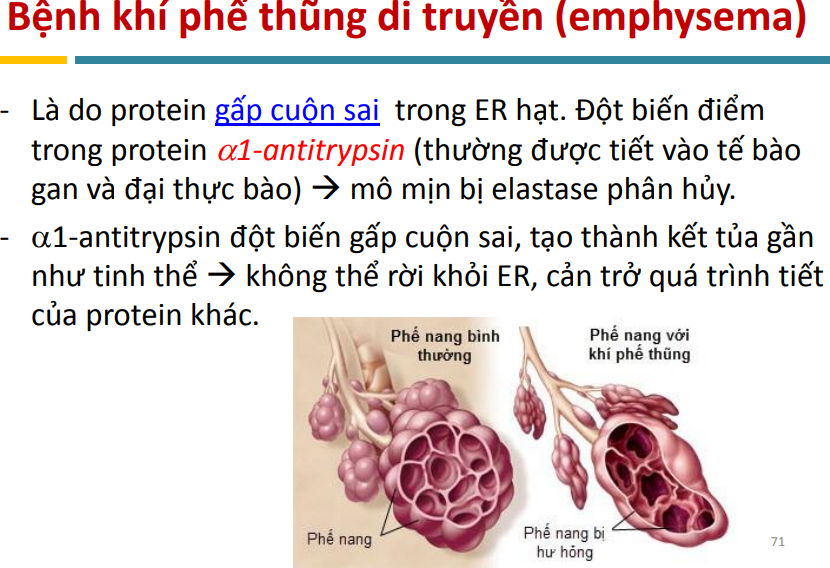 Bệnh khí phế thũng di truyền (emphysema)
- Là do protein gấp cuộn sai trong ER hạt. Đột biến điểm
trong protein α1-antitrypsin (thường được tiết vào tế bào
gan và đại thực bào) → mô mịn bị elastase phân hủy.
- α1-antitrypsin đột biến gấp cuộn sai, tạo thành kết tủa gần
như tinh thể → không thể rời khỏi ER, cản trở quá trình tiết
của protein khác.
Phế nang bình
thường
Phế nang với
khí phế thũng
Phế nang
Phế nang bị
hư hỏng
71